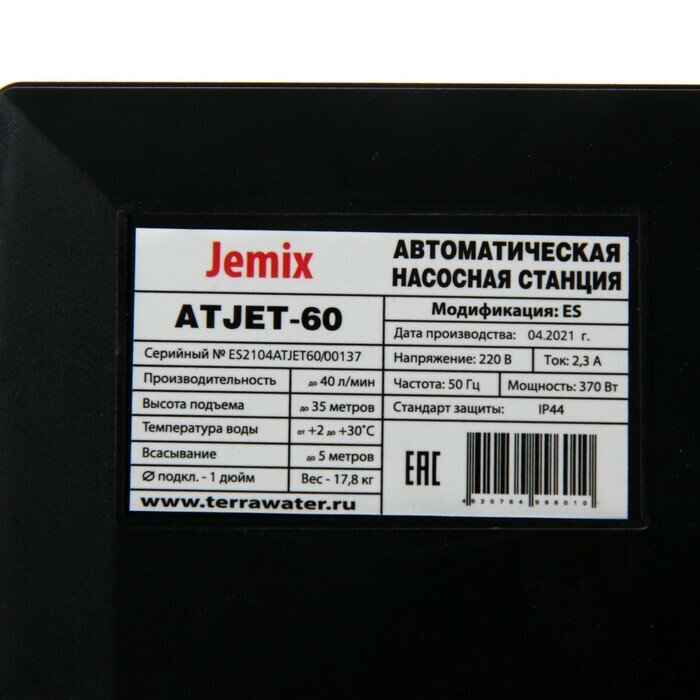 Jemix
ATJET-60
Серийный № ES2104ATJET60/00137
Производительность до 40 л/мин
Высота подъема до 35 метров
Температура воды от +2 до +30°C
Всасывание до 5 метров
Ø подкл. - 1 дюйм Вес - 17,8 кг
www.terrawater.ru
АВТОМАТИЧЕСКАЯ
НАСОСНАЯ СТАНЦИЯ
Модификация: ES
Дата производства: 04.2021 г.
Напряжение: 220 В Ток: 2,3 А
Частота: 50 Гц Мощность: 370 Вт
Стандарт защиты: IP44
EAC
4820764996010